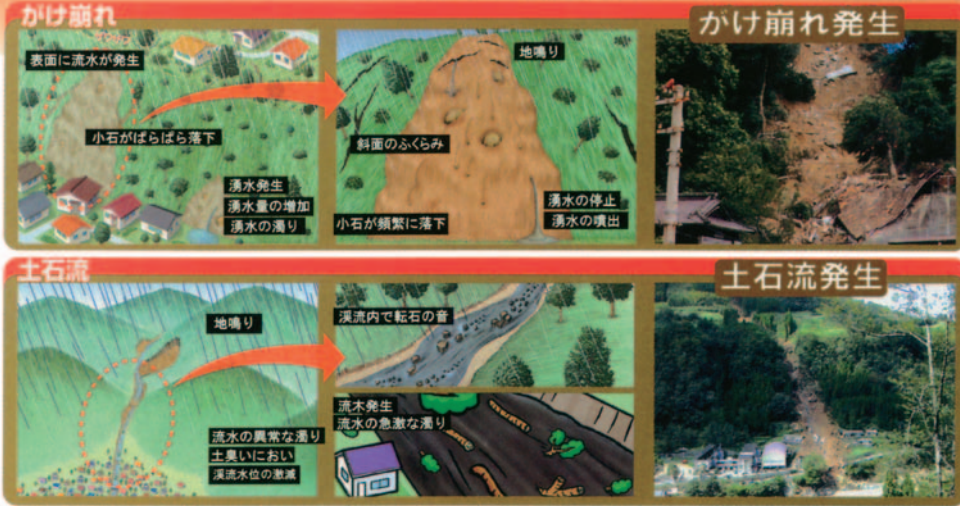 がけ崩れ
がけ崩れ発生
表面に流水が発生
小石がぱらぱら落下
湧水発生
湧水量の増加
湧水の濁り
地鳴り
斜面のふくらみ
小石が頻繁に落下
湧水の停止
湧水の噴出
土石流
土石流発生
地鳴り
流水の異常な濁り
土臭いにおい
渓流水位の激減
渓流内で転石の音
流木発生
流水の急激な濁り